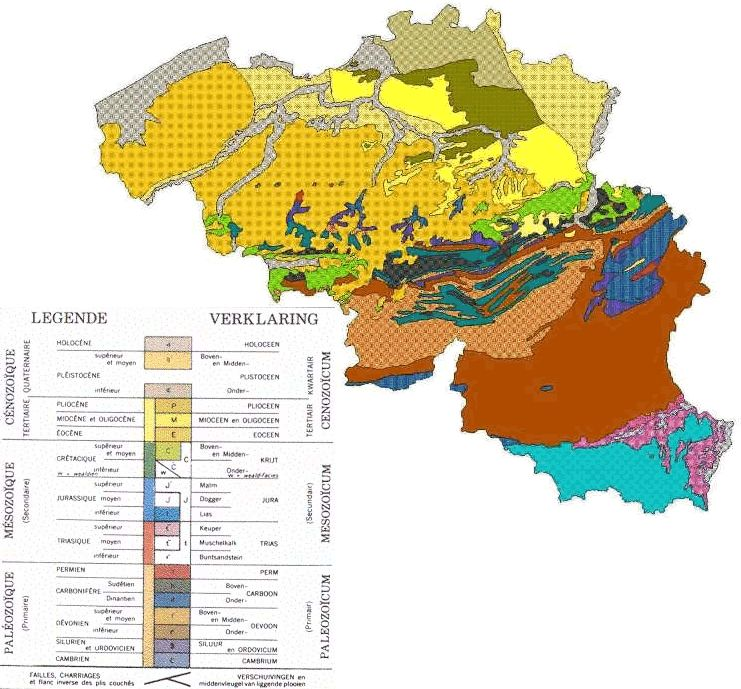 LEGENDE VERKLARING
CÉNOZOÏQUE
QUATERNAIRE
HOLOCÈNE a HOLOCEEN
PLÉISTOCÈNE supérieur et moyen q Boven- en Midden- PLISTOCEEN
inférieur Onder-
KWARTAIR
CENOZOÏCUM
TERTIAIRE
PLIOCÈNE P PLIOCEEN
MIOCÈNE et OLIGOCÈNE M MIOCEEN en OLIGOCEEN
ÉOCÈNE E EOCEEN
TERTIAIR
MÉSOZOÏQUE
(Secondaire)
CRÉTACIQUE supérieur et moyen C C Boven- en Midden- KRIJT
inférieur w C Onder-
w = wealdien w = wealdfacies
JURASSIQUE supérieur J Malm JURA
moyen J J Dogger
inférieur Lias
TRIASIQUE supérieur t Keuper TRIAS
moyen t t Muschelkalk
inférieur Buntsandstein
(Secundair)
MESOZOÏCUM
PALÉOZOÏQUE
(Primaire)
PERMIEN PERM
CARBONIFÈRE Sudétien Boven- CARBOON
Dinantien Onder-
DÉVONIEN supérieur et moyen Boven- en Midden- DEVOON
inférieur Onder-
SILURIEN et ORDOVICIEN SILUUR en ORDOVICUM
CAMBRIEN CAMBRIUM
(Primair)
PALEOZOÏCUM
FAILLES, CHARRIAGES et flanc inverse des plis couchés
VERSCHUIVINGEN en middenvleugel van liggende plooien